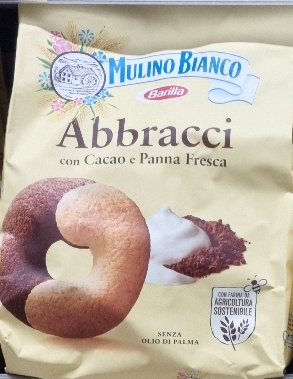 MULINO BIANCO
Barilla
Abbracci
con Cacao e Panna Fresca
CON FARINA DA
AGRICOLTURA
SOSTENIBILE
SENZA
OLIO DI PALMA